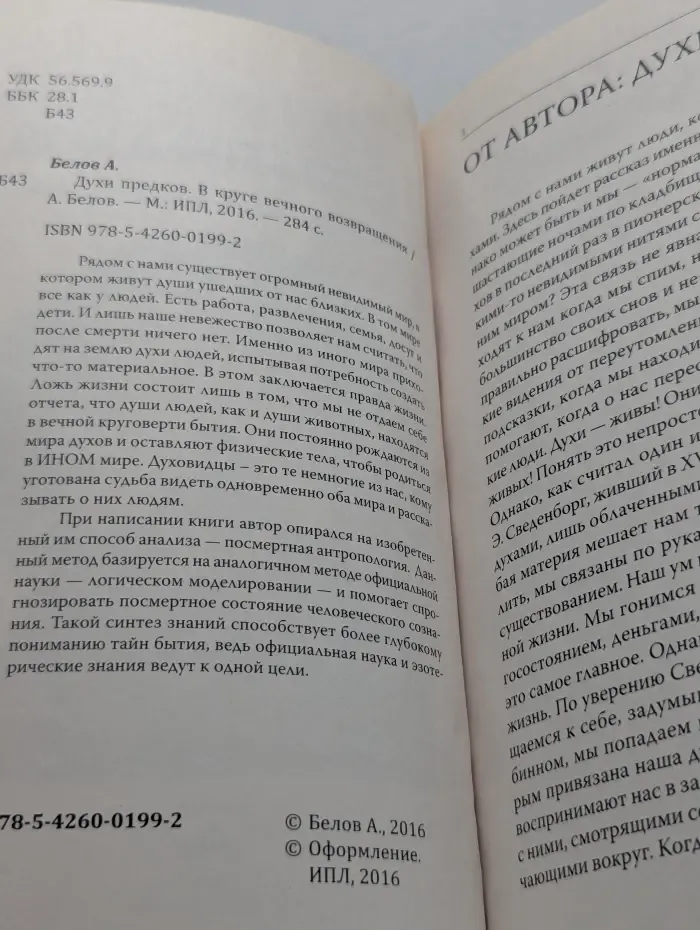 УДК 56.569.9
ББК 28.1
Б43
Белов А.
Б43
Духи предков. В круге вечного возвращения /
А. Белов. — М.: ИПЛ, 2016. — 284 с.
ISBN 978-5-4260-0199-2
Рядом с нами существует огромный невидимый мир, в
котором живут души ушедших от нас близких. В том мире
все как у людей. Есть работа, развлечения, семья, досуг и
дети. И лишь наше невежество позволяет нам считать, что
после смерти ничего нет. Именно из иного мира прихо-
дят на землю духи людей, испытывая потребность создать
что-то материальное. В этом заключается правда жизни.
Ложь жизни состоит лишь в том, что мы не отдаем себе
отчета, что души людей, как и души животных, находятся
в вечной круговерти бытия. Они постоянно рождаются из
мира духов и оставляют физические тела, чтобы родиться
в ИНОМ мире. Духовидцы – это те немногие из нас, кому
уготована судьба видеть одновременно оба мира и расска-
зывать о них людям.
При написании книги автор опирался на изобретен-
ный им способ анализа — посмертная антропология. Дан-
ный метод базируется на аналогичном методе официальной
науки — логическом моделировании — и помогает спро-
гнозировать посмертное состояние человеческого созна-
ния. Такой синтез знаний способствует более глубокому
пониманию тайн бытия, ведь официальная наука и эзоте-
рические знания ведут к одной цели.
78-5-4260-0199-2
© Белов А., 2016
© Оформление.
ИПЛ, 2016
ОТ АВТОРА: ДУХИ
Рядом с нами живут люди, ко
хами. Здесь пойдет рассказ именн
нако может быть и мы — «норма
шастающие ночами по кладбищ
хов в последний раз в пионерск
кими-то невидимыми нитями с
ним миром? Эта связь не явна
ходят к нам когда мы спим, н
большинство своих снов и не
правильно расшифровать, мы
кие видения от переутомлен
подсказки, когда мы находи
помогают, когда о нас перес
кие люди. Духи — живы! Они
живых! Понять это непросто
Однако, как считал один и
Э. Сведенборг, живший в XV
духами, лишь облаченными
бая материя мешает нам т
лить, мы связаны по рука
существованием. Наш ум
ной жизни. Мы гонимся
госостоянием, деньгами,
это самое главное. Одна
жизнь. По уверению Све
щаемся к себе, задумы
бинном, мы попадаем
рым привязана наша д
воспринимают нас в за
с ними, смотрящими се
чающими вокруг. Когд